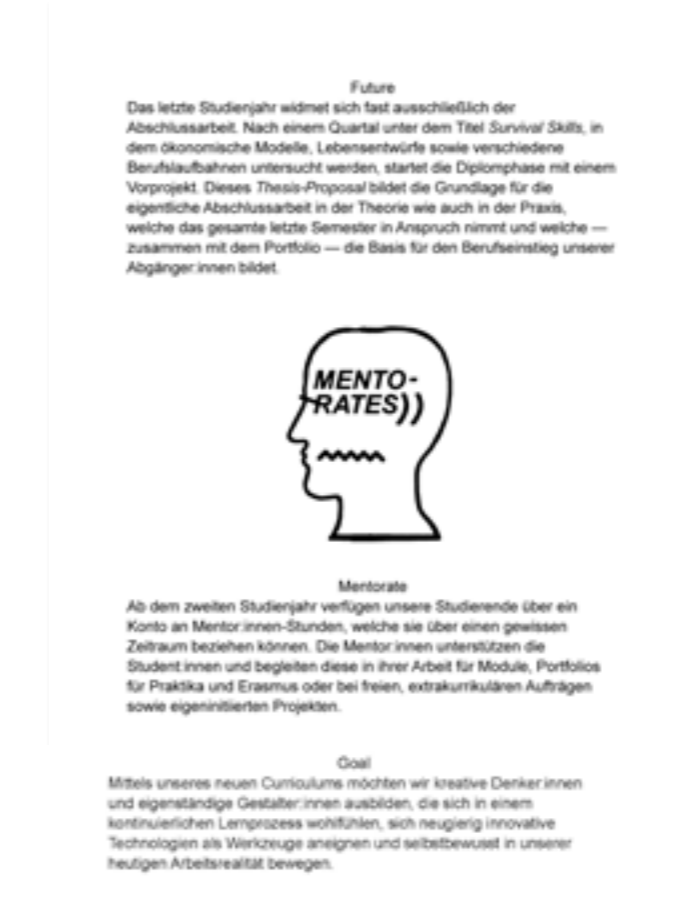 Future
Das letzte Studienjahr widmet sich fast ausschließlich der
Abschlussarbeit. Nach einem Quartal unter dem Titel Survival Skills, in
dem ökonomische Modelle, Lebensentwürfe sowie verschiedene
Berufslaufbahnen untersucht werden, startet die Diplomphase mit einem
Vorprojekt. Dieses Thesis-Proposal bildet die Grundlage für die
eigentliche Abschlussarbeit in der Theorie wie auch in der Praxis,
welche das gesamte letzte Semester in Anspruch nimmt und welche —
zusammen mit dem Portfolio — die Basis für den Berufseinstieg unserer
Abgänger:innen bildet.
MENTO-
RATES))
Mentorate
Ab dem zweiten Studienjahr verfügen unsere Studierende über ein
Konto an Mentor:innen-Stunden, welche sie über einen gewissen
Zeitraum beziehen können. Die Mentor:innen unterstützen die
Student:innen und begleiten diese in ihrer Arbeit für Module, Portfolios
für Praktika und Erasmus oder bei freien, extrakurrikulären Aufträgen
sowie eigeninitiierten Projekten.
Goal
Mittels unseres neuen Curriculums möchten wir kreative Denker:innen
und eigenständige Gestalter:innen ausbilden, die sich in einem
kontinuierlichen Lernprozess wohlfühlen, sich neugierig innovative
Technologien als Werkzeuge aneignen und selbstbewusst in unserer
heutigen Arbeitsrealität bewegen.